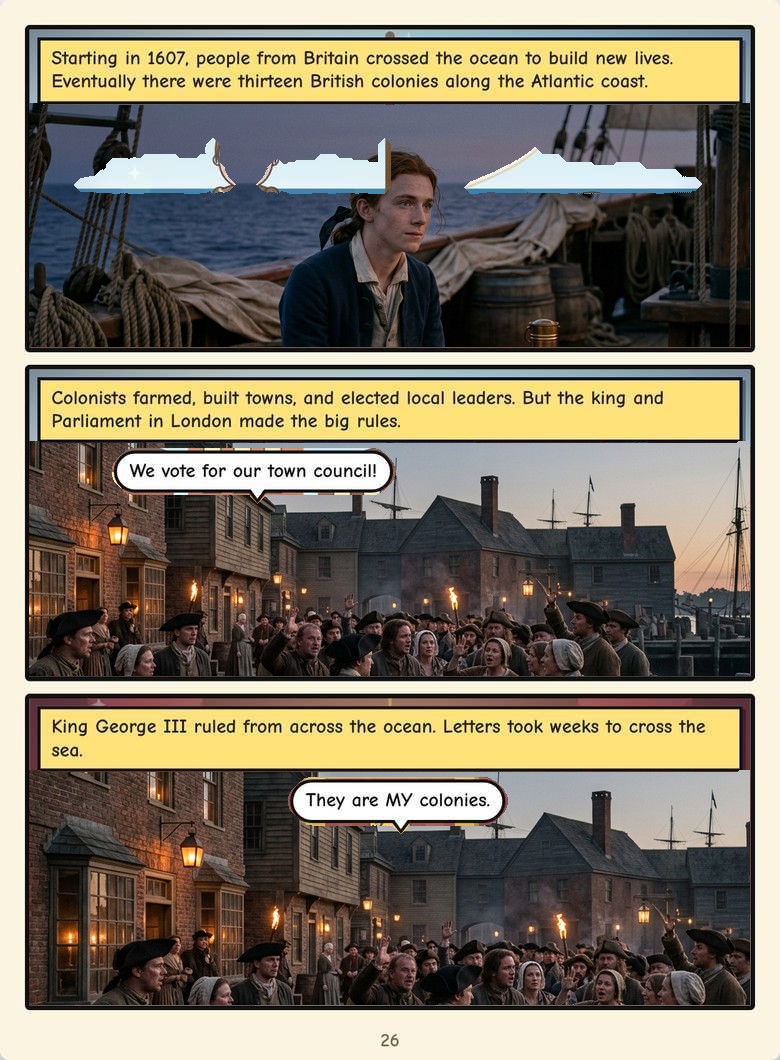 Starting in 1607, people from Britain crossed the ocean to build new lives.
Eventually there were thirteen British colonies along the Atlantic coast.
Colonists farmed, built towns, and elected local leaders. But the king and
Parliament in London made the big rules.
We vote for our town council!
King George III ruled from across the ocean. Letters took weeks to cross the
sea.
They are MY colonies.
26